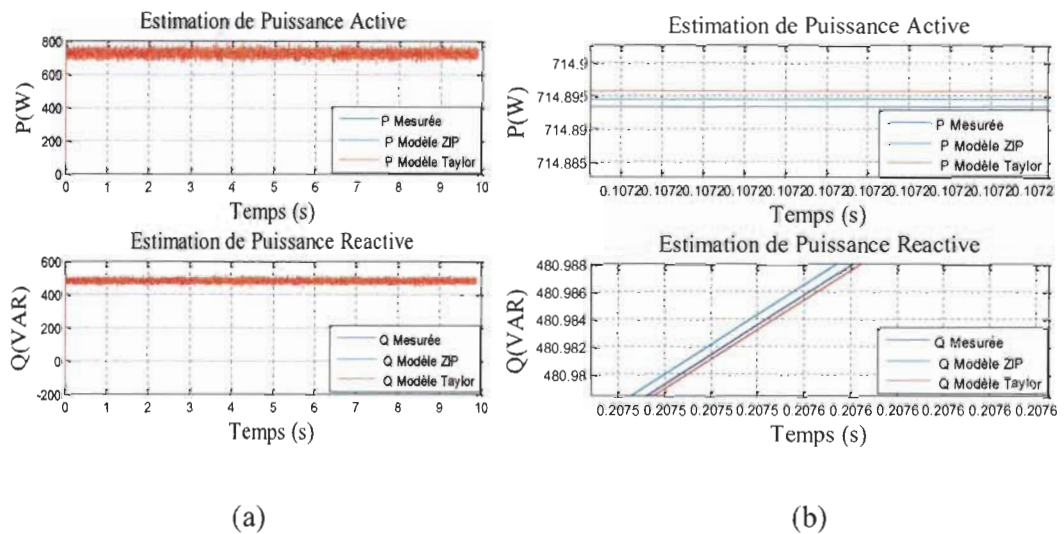 Estimation de Puissance Active
800
600
400
200
0
P(W)
P Mesurée
P Modèle ZIP
P Modèle Taylor
0 1 2 3 4 5 6 7 8 9 10
Temps (s)
Estimation de Puissance Reactive
600
400
200
0
-200
Q(VAR)
Q Mesurée
Q Modèle ZIP
Q Modèle Taylor
0 1 2 3 4 5 6 7 8 9 10
Temps (s)
(a)
Estimation de Puissance Active
714.9
714.895
714.89
714.885
P(W)
P Mesurée
P Modèle ZIP
P Modèle Taylor
0.10720.10720.10720.10720.10720.10720.10720.10720.10720.10720.1072
Temps (s)
Estimation de Puissance Reactive
480.988
480.986
480.984
480.982
480.98
Q(VAR)
Q Mesurée
Q Modèle ZIP
Q Modèle Taylor
0.2075 0.2075 0.2075 0.2075 0.2076 0.2076 0.2076 0.2076 0.2076 0.2076
Temps (s)
(b)